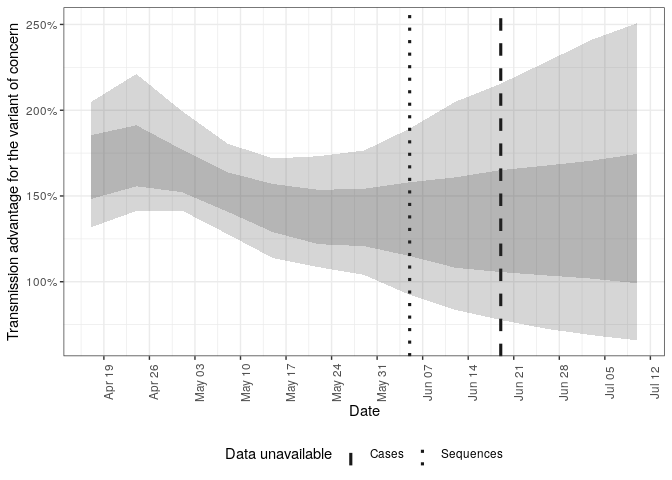 Transmission advantage for the variant of concern
250%
200%
150%
100%
Apr 19
Apr 26
May 03
May 10
May 17
May 24
May 31
Jun 07
Jun 14
Jun 21
Jun 28
Jul 05
Jul 12
Date
Data unavailable Cases Sequences